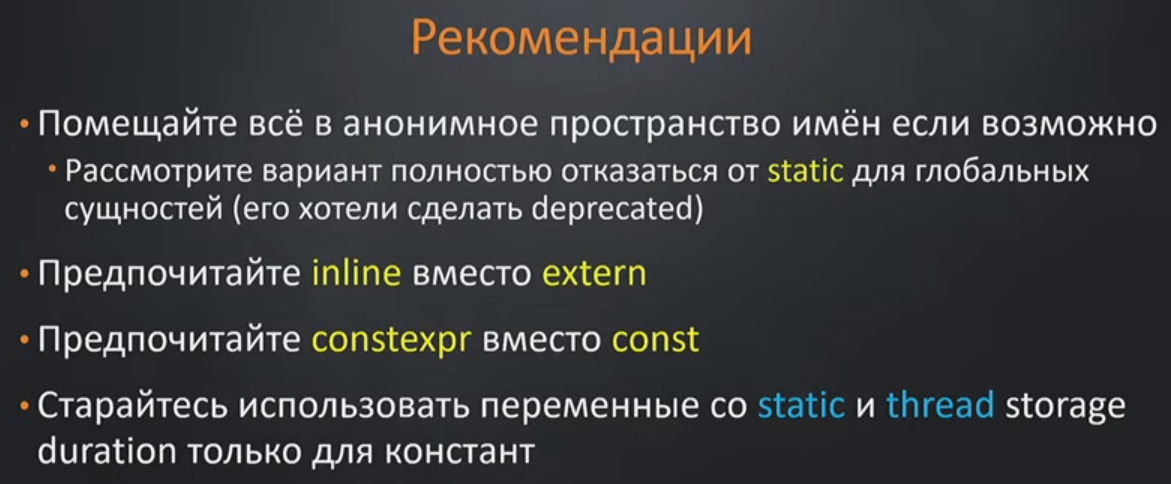 Рекомендации
• Помещайте всё в анонимное пространство имён если возможно
• Рассмотрите вариант полностью отказаться от static для глобальных
сущностей (его хотели сделать deprecated)
• Предпочитайте inline вместо extern
• Предпочитайте constexpr вместо const
• Старайтесь использовать переменные со static и thread storage
duration только для констант